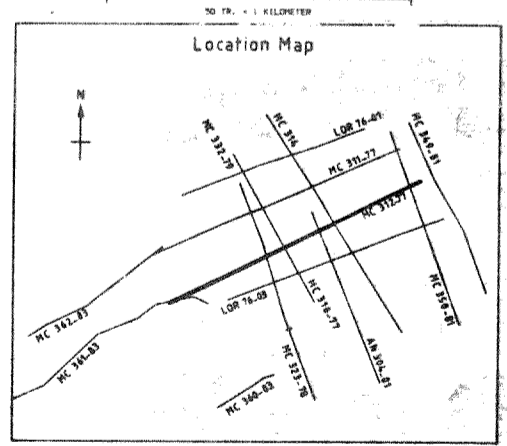 50 TR. = 1 KILOMETER
Location Map
N
MC 332-79
MC 316
LOR 76-01
MC 349-81
MC 311-77
MC 312-77
LOR 76-03
MC 316-77
MC 350-81
MC 362-83
MC 361-83
AN 304-81
MC 323-78
MC 360-83